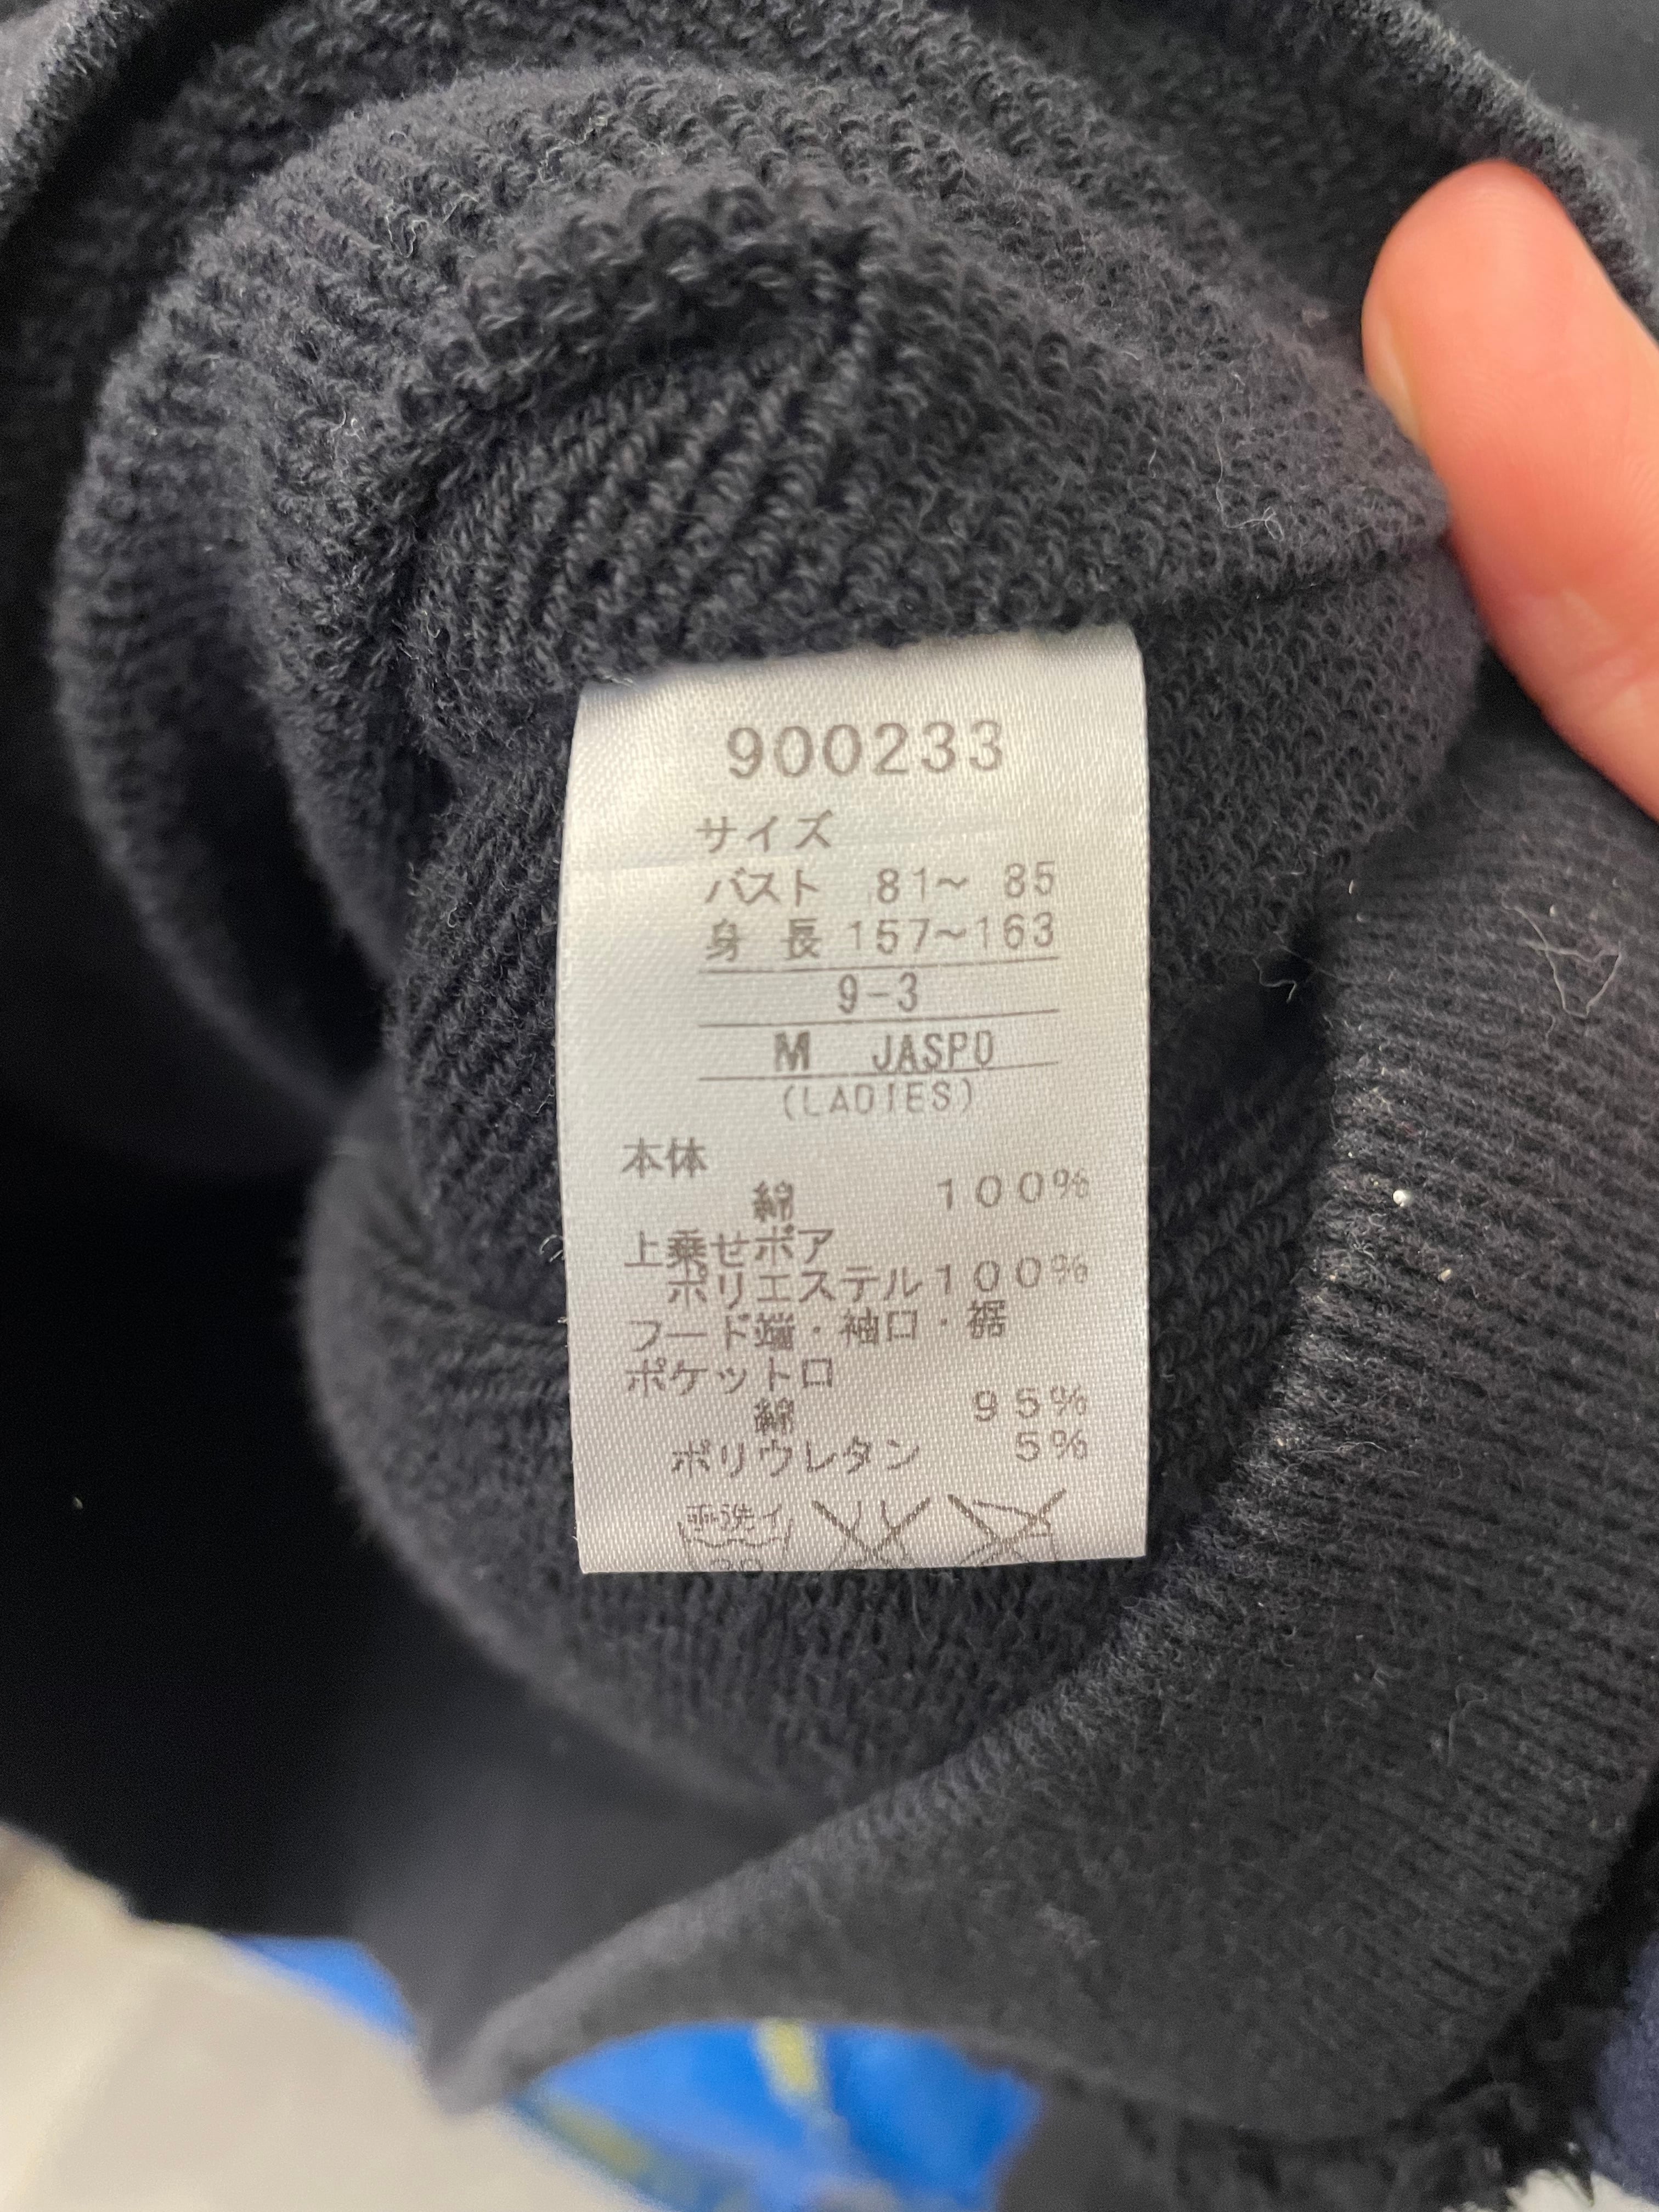 900233
サイズ
バスト 81～ 85
身 長 157～163
9-3
M JASPO
(LADIES)
本体
綿 100%
上乗せボア
ポリエステル100%
フード端・袖口・裾
ポケット口
綿 95%
ポリウレタン 5%